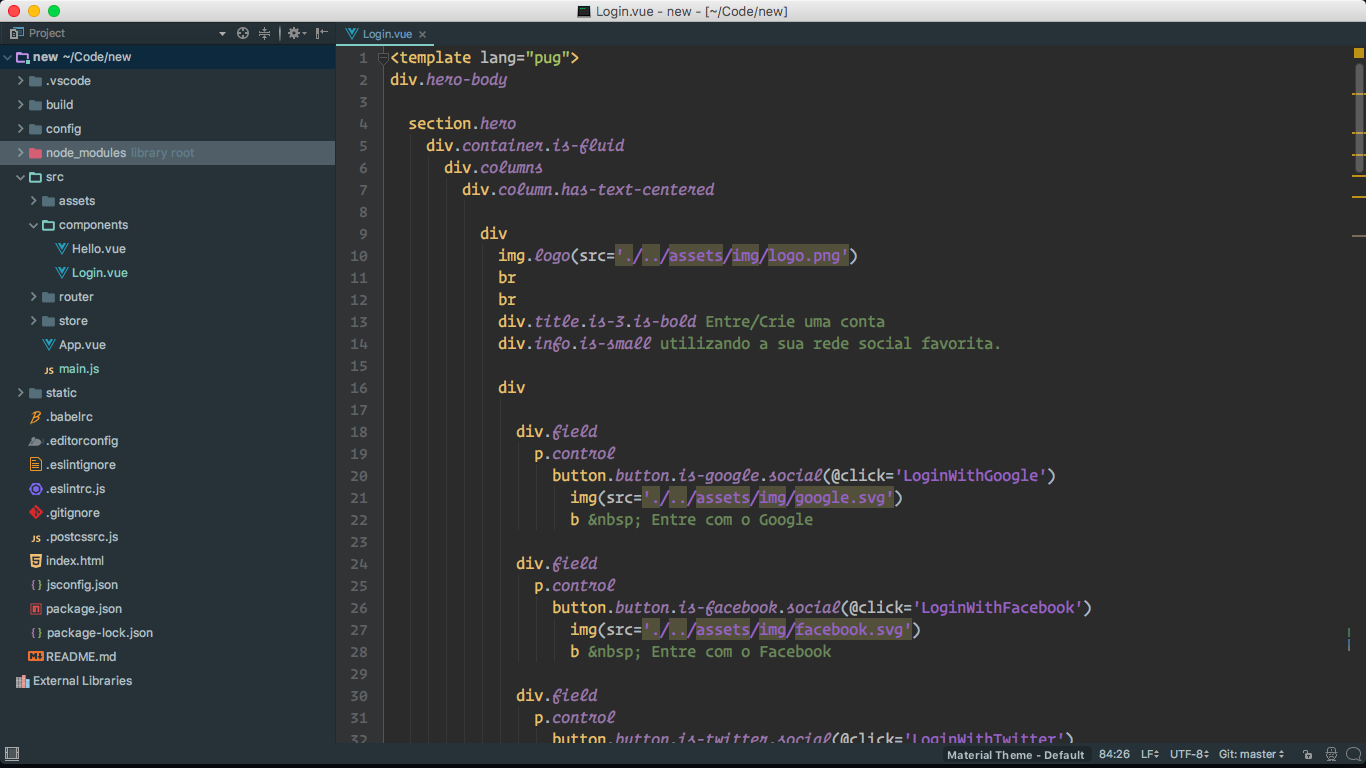 Login.vue - new - [~/Code/new]
Project
Login.vue
new ~/Code/new
.vscode
build
config
node_modules library root
src
assets
components
Hello.vue
Login.vue
router
store
App.vue
JS main.js
static
.babelrc
.editorconfig
.eslintignore
.eslintrc.js
.gitignore
JS .postcssrc.js
index.html
jsconfig.json
package.json
package-lock.json
README.md
External Libraries
1 <template lang="pug">
2 div.hero-body
3
4 section.hero
5 div.container.is-fluid
6 div.columns
7 div.column.has-text-centered
8
9 div
10 img.logo(src='./../assets/img/logo.png')
11 br
12 br
13 div.title.is-3.is-bold Entre/Crie uma conta
14 div.info.is-small utilizando a sua rede social favorita.
15
16 div
17
18 div.field
19 p.control
20 button.button.is-google.social(@click='LoginWithGoogle')
21 img(src='./../assets/img/google.svg')
22 b &nbsp; Entre com o Google
23
24 div.field
25 p.control
26 button.button.is-facebook.social(@click='LoginWithFacebook')
27 img(src='./../assets/img/facebook.svg')
28 b &nbsp; Entre com o Facebook
29
30 div.field
31 p.control
32 button.button.is-twitter.social(@click='LoginWithTwitter')
Material Theme - Default 84:26 LF UTF-8 Git: master